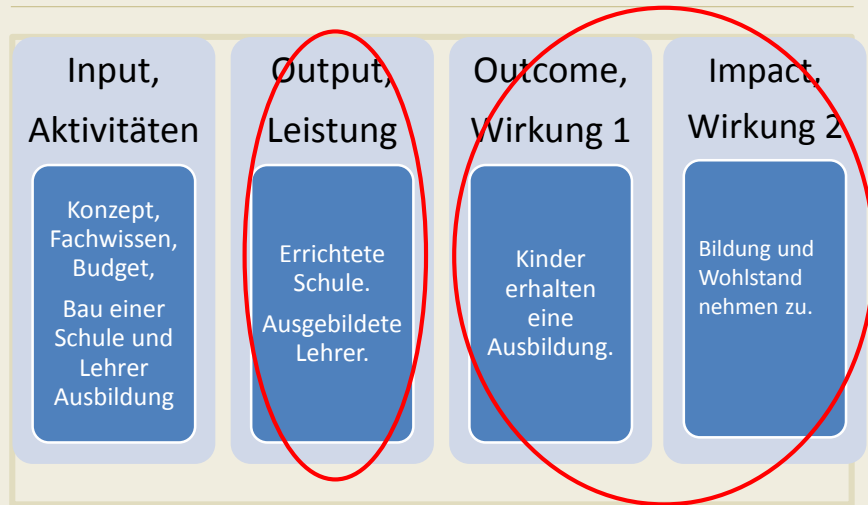 Input,
Aktivitäten
Konzept,
Fachwissen,
Budget,
Bau einer
Schule und
Lehrer
Ausbildung
Output,
Leistung
Errichtete
Schule.
Ausgebildete
Lehrer.
Outcome,
Wirkung 1
Kinder
erhalten
eine
Ausbildung.
Impact,
Wirkung 2
Bildung und
Wohlstand
nehmen zu.